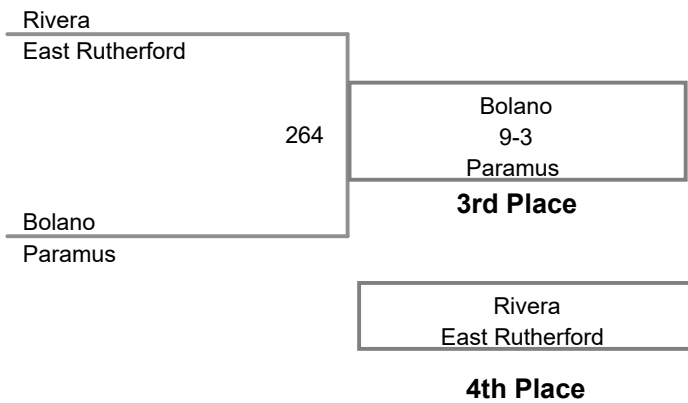 Rivera
East Rutherford
264
Bolano
9-3
Paramus
3rd Place
Bolano
Paramus
Rivera
East Rutherford
4th Place